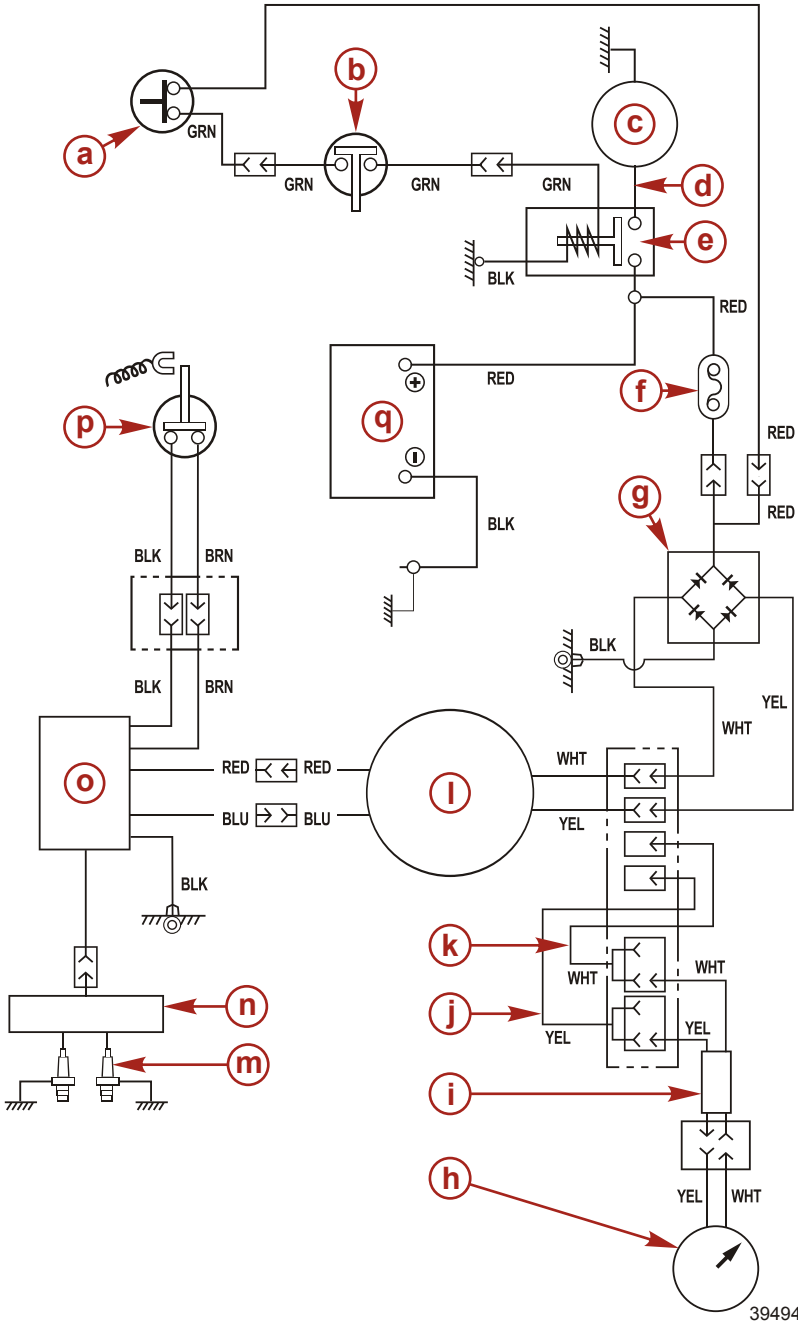 b
c
a
GRN
GRN
GRN
GRN
d
e
BLK
RED
RED
f
p
q
+
−
RED
RED
BLK
g
BLK
BRN
BLK
BLK
BRN
YEL
WHT
o
RED
RED
l
WHT
BLU
BLU
YEL
BLK
k
WHT
WHT
n
j
YEL
YEL
m
i
h
YEL
WHT
39494